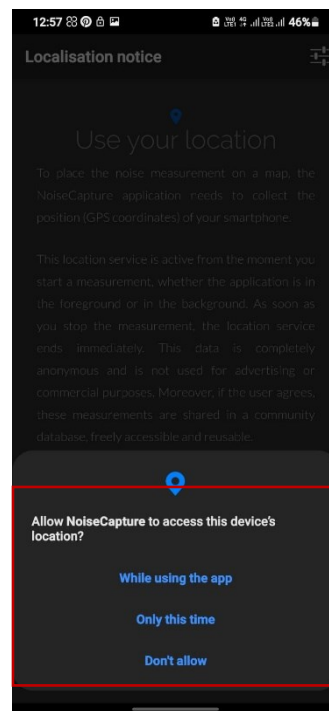 12:57 46%
Localisation notice
Use your location
To place the noise measurement on a map, the
NoiseCapture application needs to collect the
position (GPS coordinates) of your smartphone.
This location service is active from the moment you
start a measurement, whether the application is in
the foreground or in the background. As soon as
you stop the measurement, the location service
ends immediately. This data is completely
anonymous and is not used for advertising or
commercial purposes. Moreover, if the user agrees,
these measurements are shared in a community
database, freely accessible and reusable.
Allow NoiseCapture to access this device's
location?
While using the app
Only this time
Don't allow